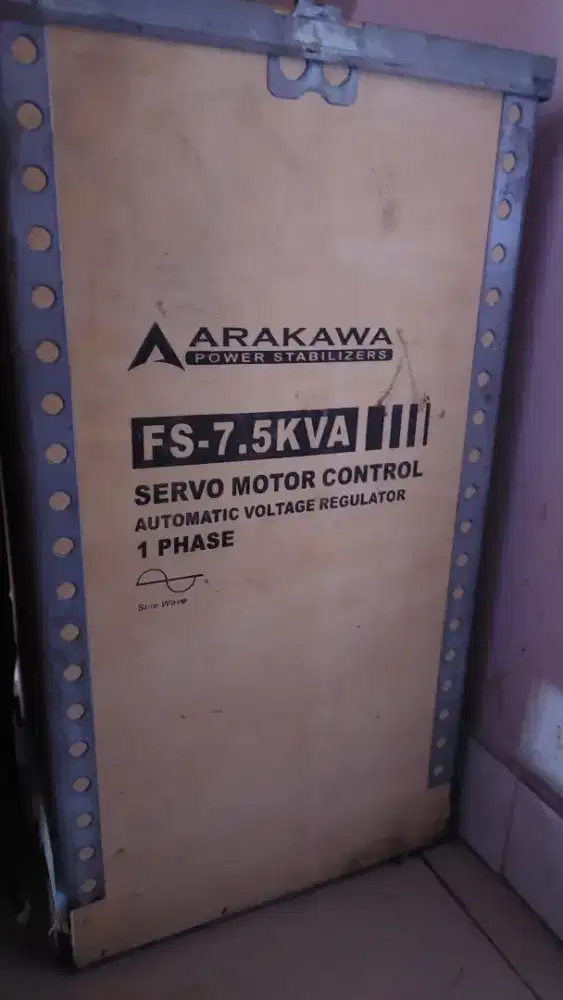 ARAKAWA
POWER STABILIZERS
FS-7.5KVA
SERVO MOTOR CONTROL
AUTOMATIC VOLTAGE REGULATOR
1 PHASE
Sine Wave